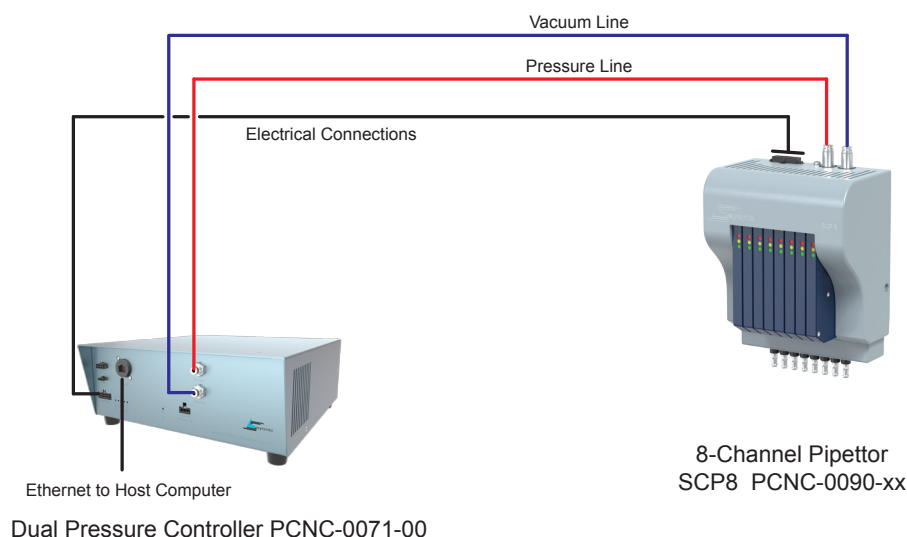 Vacuum Line
Pressure Line
Electrical Connections
8-Channel Pipettor
SCP8 PCNC-0090-xx
Ethernet to Host Computer
Dual Pressure Controller PCNC-0071-00